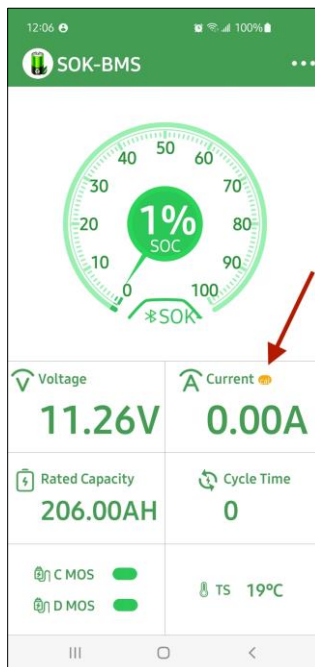 12:06 100%
SOK-BMS
50
40 60
30 70
20 1% 80
SOC
10 90
0 100
SOK
V Voltage A Current
11.26V 0.00A
Rated Capacity Cycle Time
206.00AH 0
C MOS
TS 19°C
D MOS